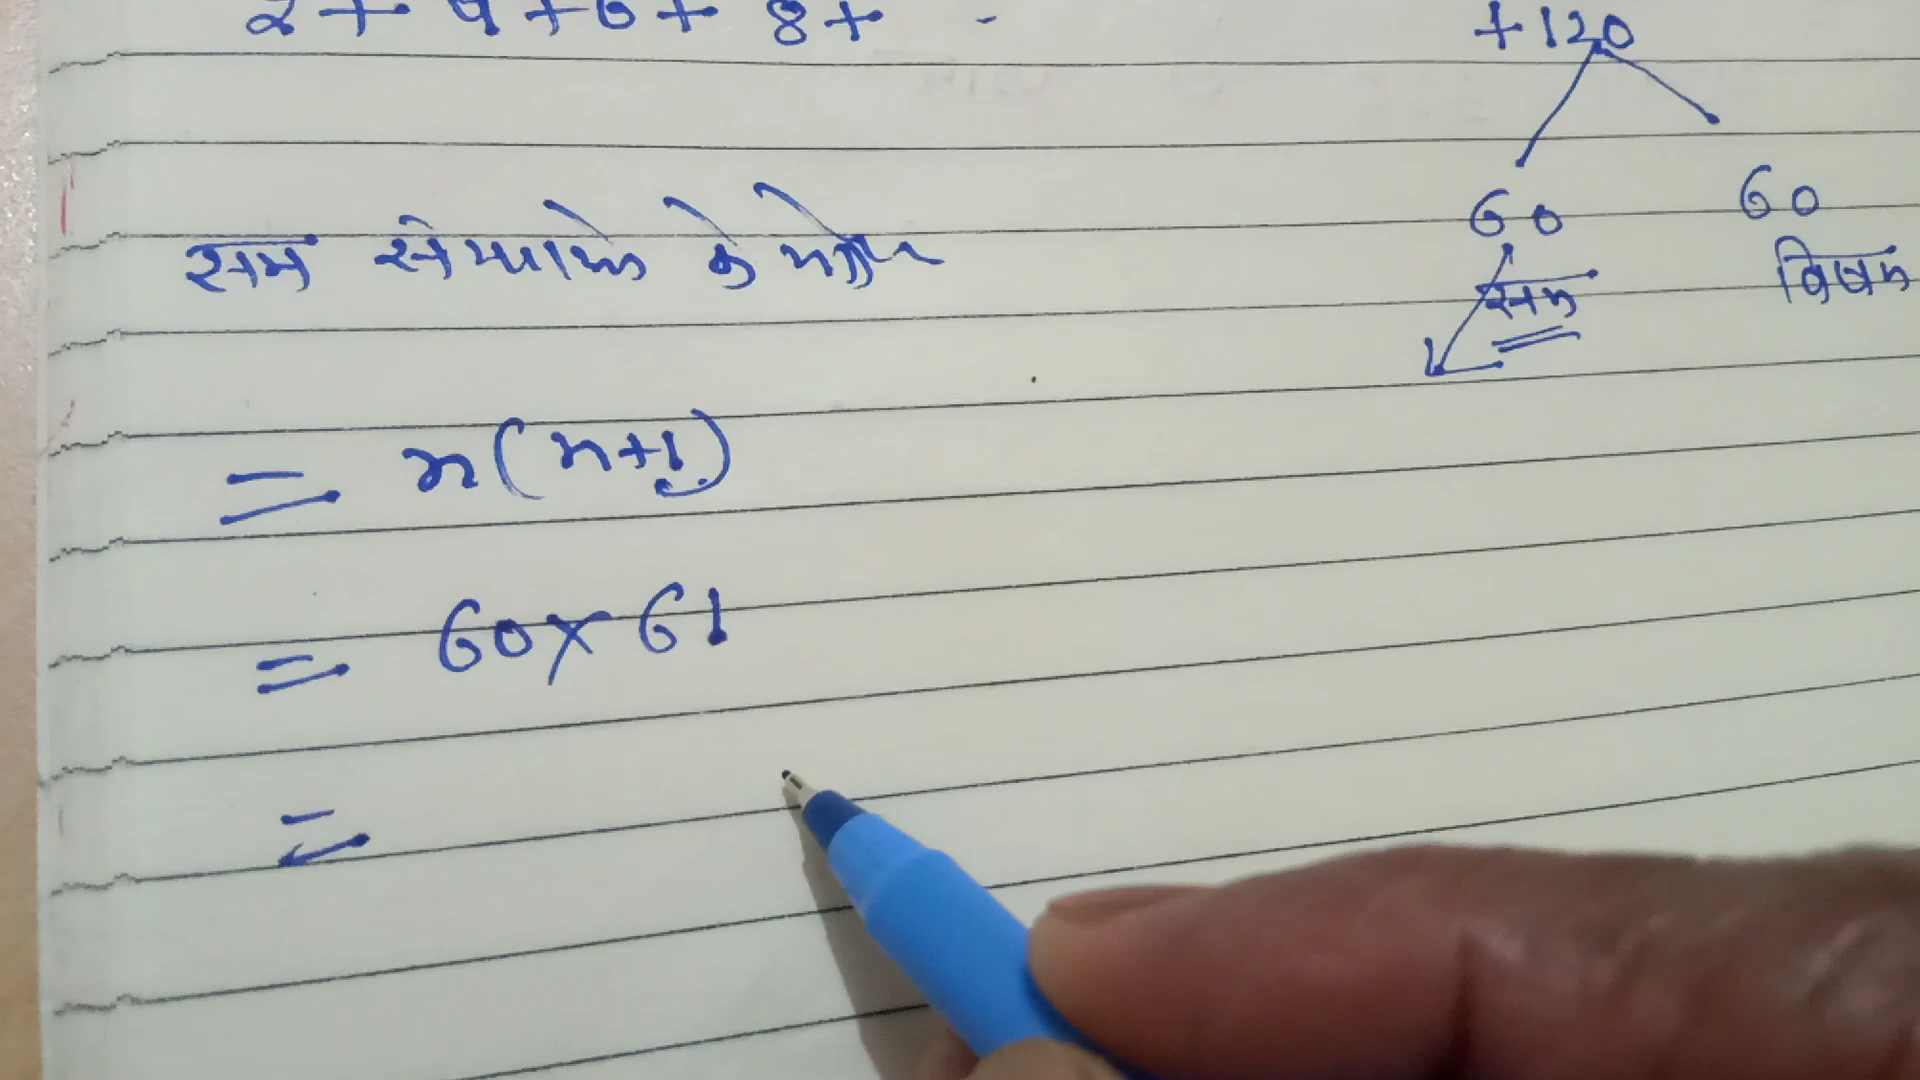 2 + 4 + 6 + 8 + - + 120
60 60
सम विषम
सम संख्याओं के योग
= n(n+1)
= 60 × 61
=